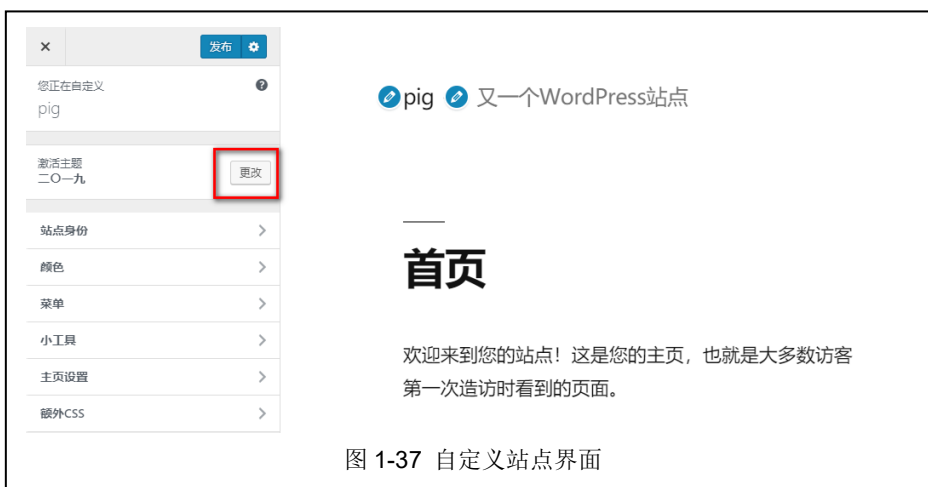 ×
发布
您正在自定义
pig
激活主题
二〇一九
更改
站点身份
颜色
菜单
小工具
主页设置
额外CSS
pig 又一个WordPress站点
首页
欢迎来到您的站点！这是您的主页，也就是大多数访客
第一次造访时看到的页面。
图 1-37 自定义站点界面